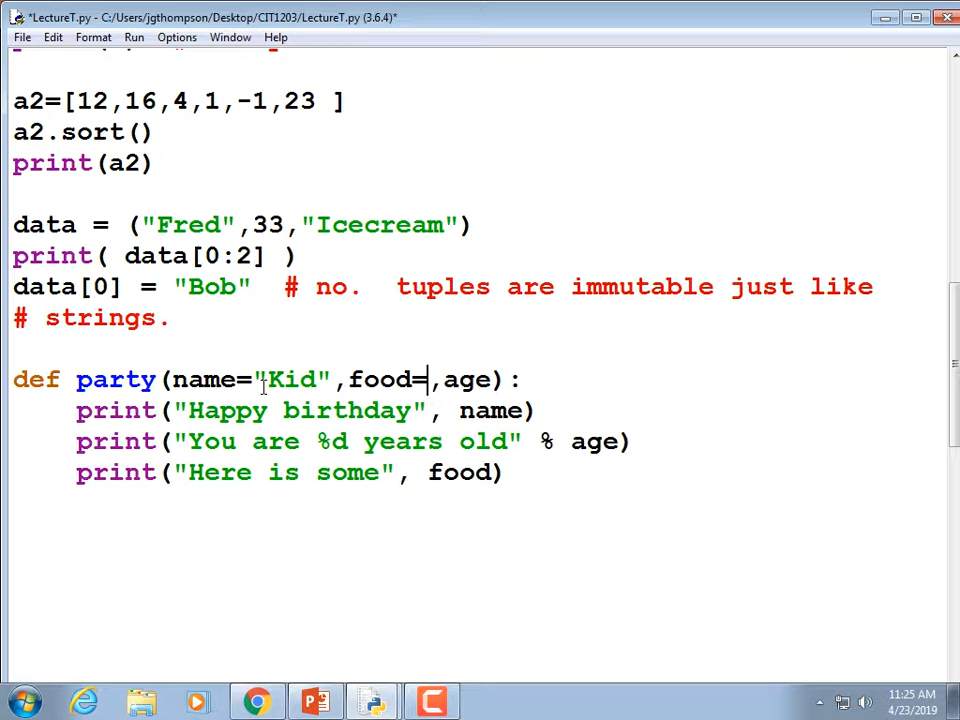 *LectureT.py - C:/Users/jgthompson/Desktop/CIT1203/LectureT.py (3.6.4)*
File Edit Format Run Options Window Help
a2=[12,16,4,1,-1,23 ]
a2.sort()
print(a2)
data = ("Fred",33,"Icecream")
print( data[0:2] )
data[0] = "Bob"  # no.  tuples are immutable just like
# strings.
def party(name="Kid",food=,age):
    print("Happy birthday", name)
    print("You are %d years old" % age)
    print("Here is some", food)
11:25 AM
4/23/2019